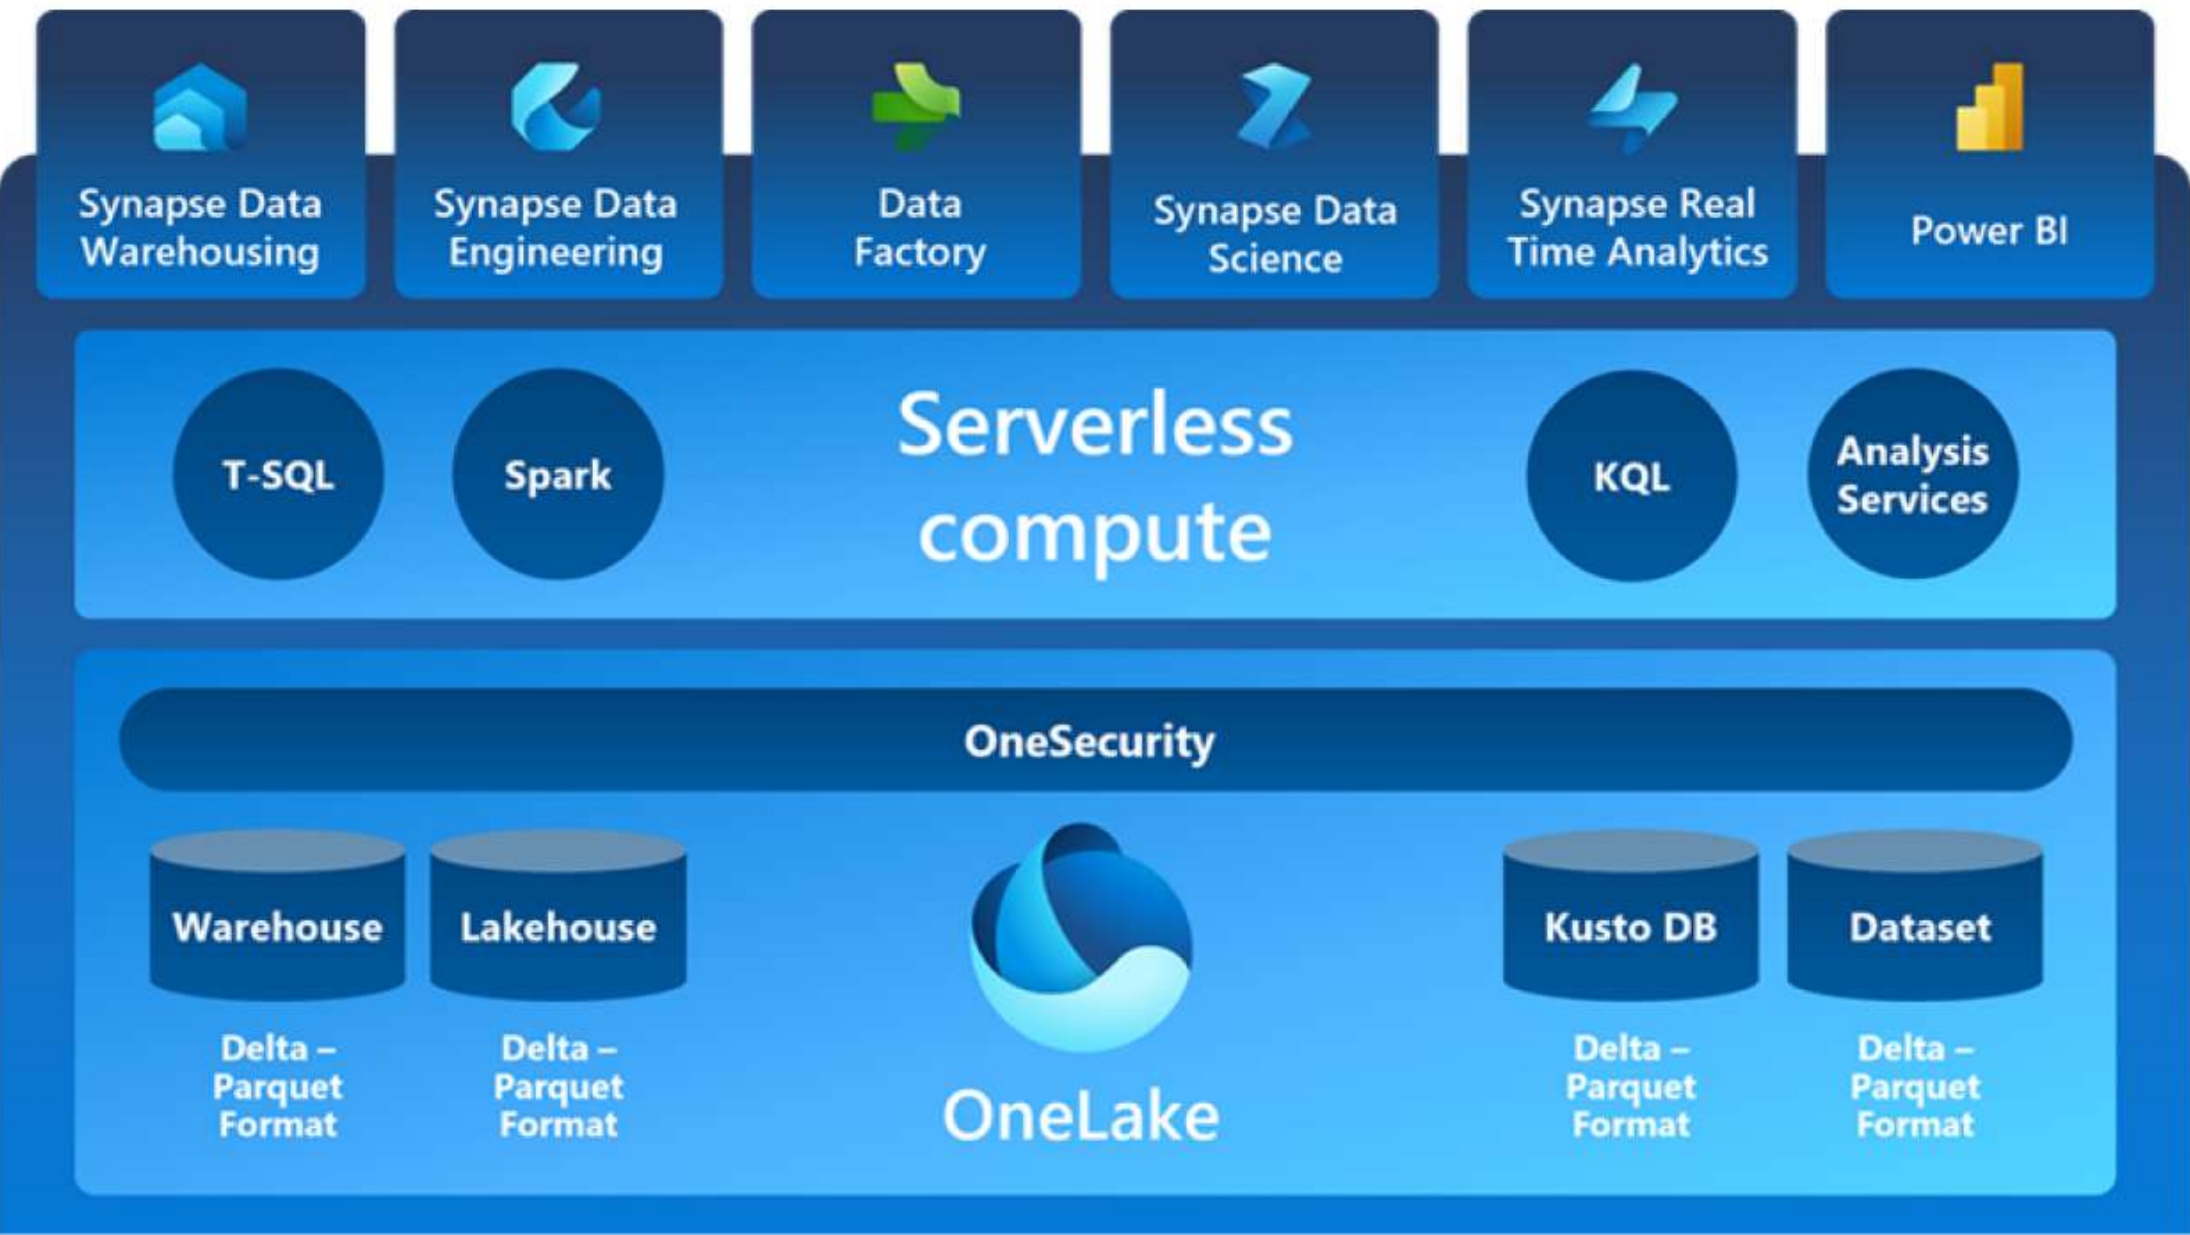 Synapse Data
Warehousing
Synapse Data
Engineering
Data
Factory
Synapse Data
Science
Synapse Real
Time Analytics
Power BI
T-SQL
Spark
Serverless
compute
KQL
Analysis
Services
OneSecurity
Warehouse
Lakehouse
Kusto DB
Dataset
Delta –
Parquet
Format
Delta –
Parquet
Format
OneLake
Delta –
Parquet
Format
Delta –
Parquet
Format